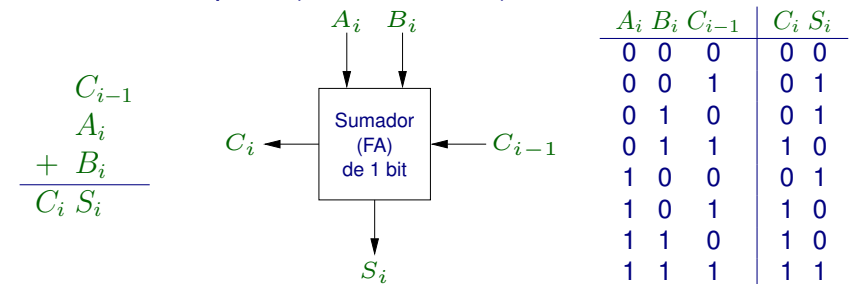 C_{i-1}
A_i
+ B_i
C_i S_i
A_i B_i
Sumador
(FA)
de 1 bit
C_i
C_{i-1}
S_i
A_i B_i C_{i-1} C_i S_i
0 0 0 0 0
0 0 1 0 1
0 1 0 0 1
0 1 1 1 0
1 0 0 0 1
1 0 1 1 0
1 1 0 1 0
1 1 1 1 1